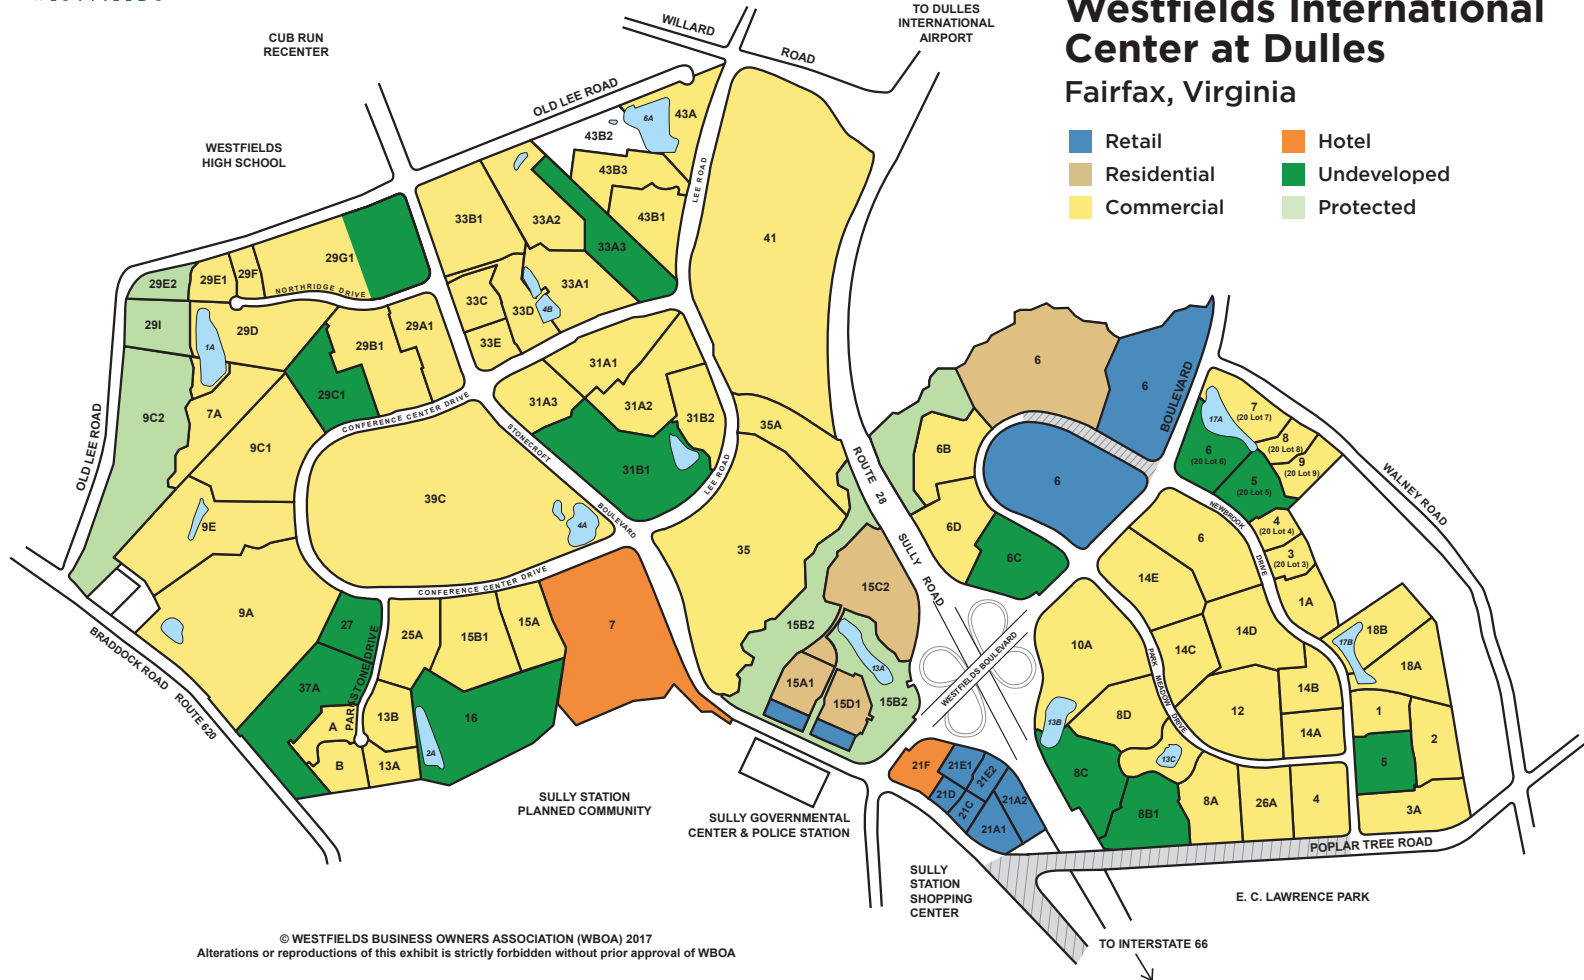 Westfields International
Center at Dulles
Fairfax, Virginia
Retail
Residential
Commercial
Hotel
Undeveloped
Protected
CUB RUN
RECENTER
WESTFIELDS
HIGH SCHOOL
TO DULLES
INTERNATIONAL
AIRPORT
WILLARD
ROAD
OLD LEE ROAD
LEE ROAD
6A
43A
43B2
43B3
43B1
33B1
33A2
33A3
33A1
33C
33D
4B
33E
41
29E2
29E1
29F
29G1
NORTHRIDGE DRIVE
29I
1A
29D
29B1
29A1
29C1
9C2
7A
9C1
OLD LEE ROAD
CONFERENCE CENTER DRIVE
31A1
31A3
31A2
31B2
31B1
STONECROFT
BOULEVARD
LEE ROAD
35A
35
39C
4A
9E
9A
CONFERENCE CENTER DRIVE
27
25A
15B1
15A
7
37A
PARKSTONE DRIVE
A
B
13B
13A
16
2A
BRADDOCK ROAD
ROUTE 620
ROUTE 28
SULLY ROAD
15C2
15B2
13A
15A1
15D1
15B2
6
6
BOULEVARD
6
6B
6D
6C
WESTFIELDS BOULEVARD
17A
7
(20 Lot 7)
8
(20 Lot 8)
9
(20 Lot 9)
6
(20 Lot 6)
5
(20 Lot 5)
4
(20 Lot 4)
3
(20 Lot 3)
NEWBROOK
DRIVE
WALNEY ROAD
6
14E
1A
14D
14C
10A
PARK
MEADOW
DRIVE
17B
18B
18A
14B
14A
12
8D
13B
13C
1
2
5
3A
8C
8B1
8A
26A
4
POPLAR TREE ROAD
21F
21E1
21E2
21D
21C
21A2
21A1
SULLY STATION
PLANNED COMMUNITY
SULLY GOVERNMENTAL
CENTER & POLICE STATION
SULLY
STATION
SHOPPING
CENTER
E. C. LAWRENCE PARK
TO INTERSTATE 66
© WESTFIELDS BUSINESS OWNERS ASSOCIATION (WBOA) 2017
Alterations or reproductions of this exhibit is strictly forbidden without prior approval of WBOA